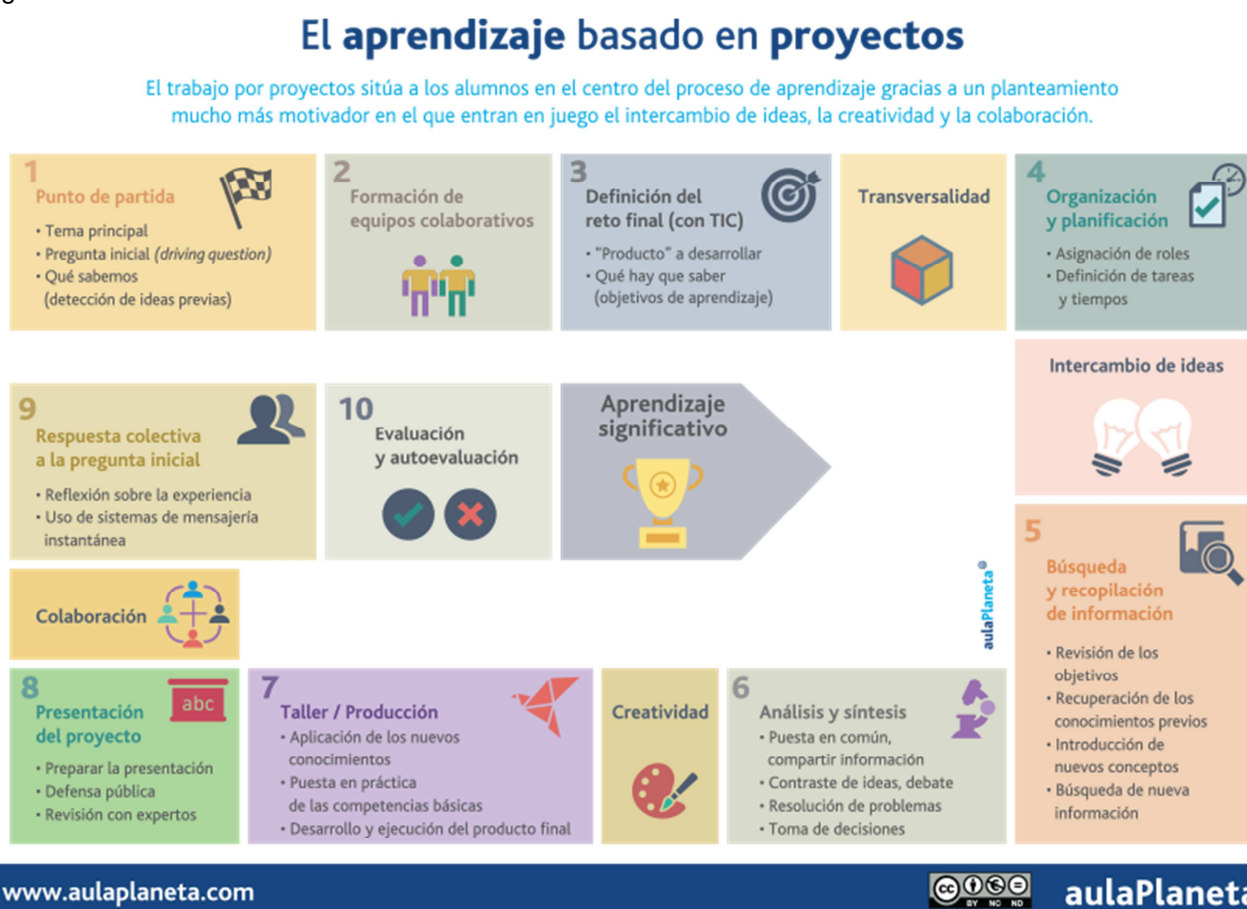 El aprendizaje basado en proyectos
El trabajo por proyectos sitúa a los alumnos en el centro del proceso de aprendizaje gracias a un planteamiento
mucho más motivador en el que entran en juego el intercambio de ideas, la creatividad y la colaboración.
1
Punto de partida
• Tema principal
• Pregunta inicial (driving question)
• Qué sabemos
(detección de ideas previas)
2
Formación de
equipos colaborativos
3
Definición del
reto final (con TIC)
• "Producto" a desarrollar
• Qué hay que saber
(objetivos de aprendizaje)
Transversalidad
4
Organización
y planificación
• Asignación de roles
• Definición de tareas
y tiempos
Intercambio de ideas
5
Búsqueda
y recopilación
de información
• Revisión de los
objetivos
• Recuperación de los
conocimientos previos
• Introducción de
nuevos conceptos
• Búsqueda de nueva
información
6
Análisis y síntesis
• Puesta en común,
compartir información
• Contraste de ideas, debate
• Resolución de problemas
• Toma de decisiones
Creatividad
7
Taller / Producción
• Aplicación de los nuevos
conocimientos
• Puesta en práctica
de las competencias básicas
• Desarrollo y ejecución del producto final
8
Presentación
del proyecto
abc
• Preparar la presentación
• Defensa pública
• Revisión con expertos
Colaboración
9
Respuesta colectiva
a la pregunta inicial
• Reflexión sobre la experiencia
• Uso de sistemas de mensajería
instantánea
10
Evaluación
y autoevaluación
Aprendizaje
significativo
aulaPlaneta
www.aulaplaneta.com
cc
BY NC ND
aulaPlaneta